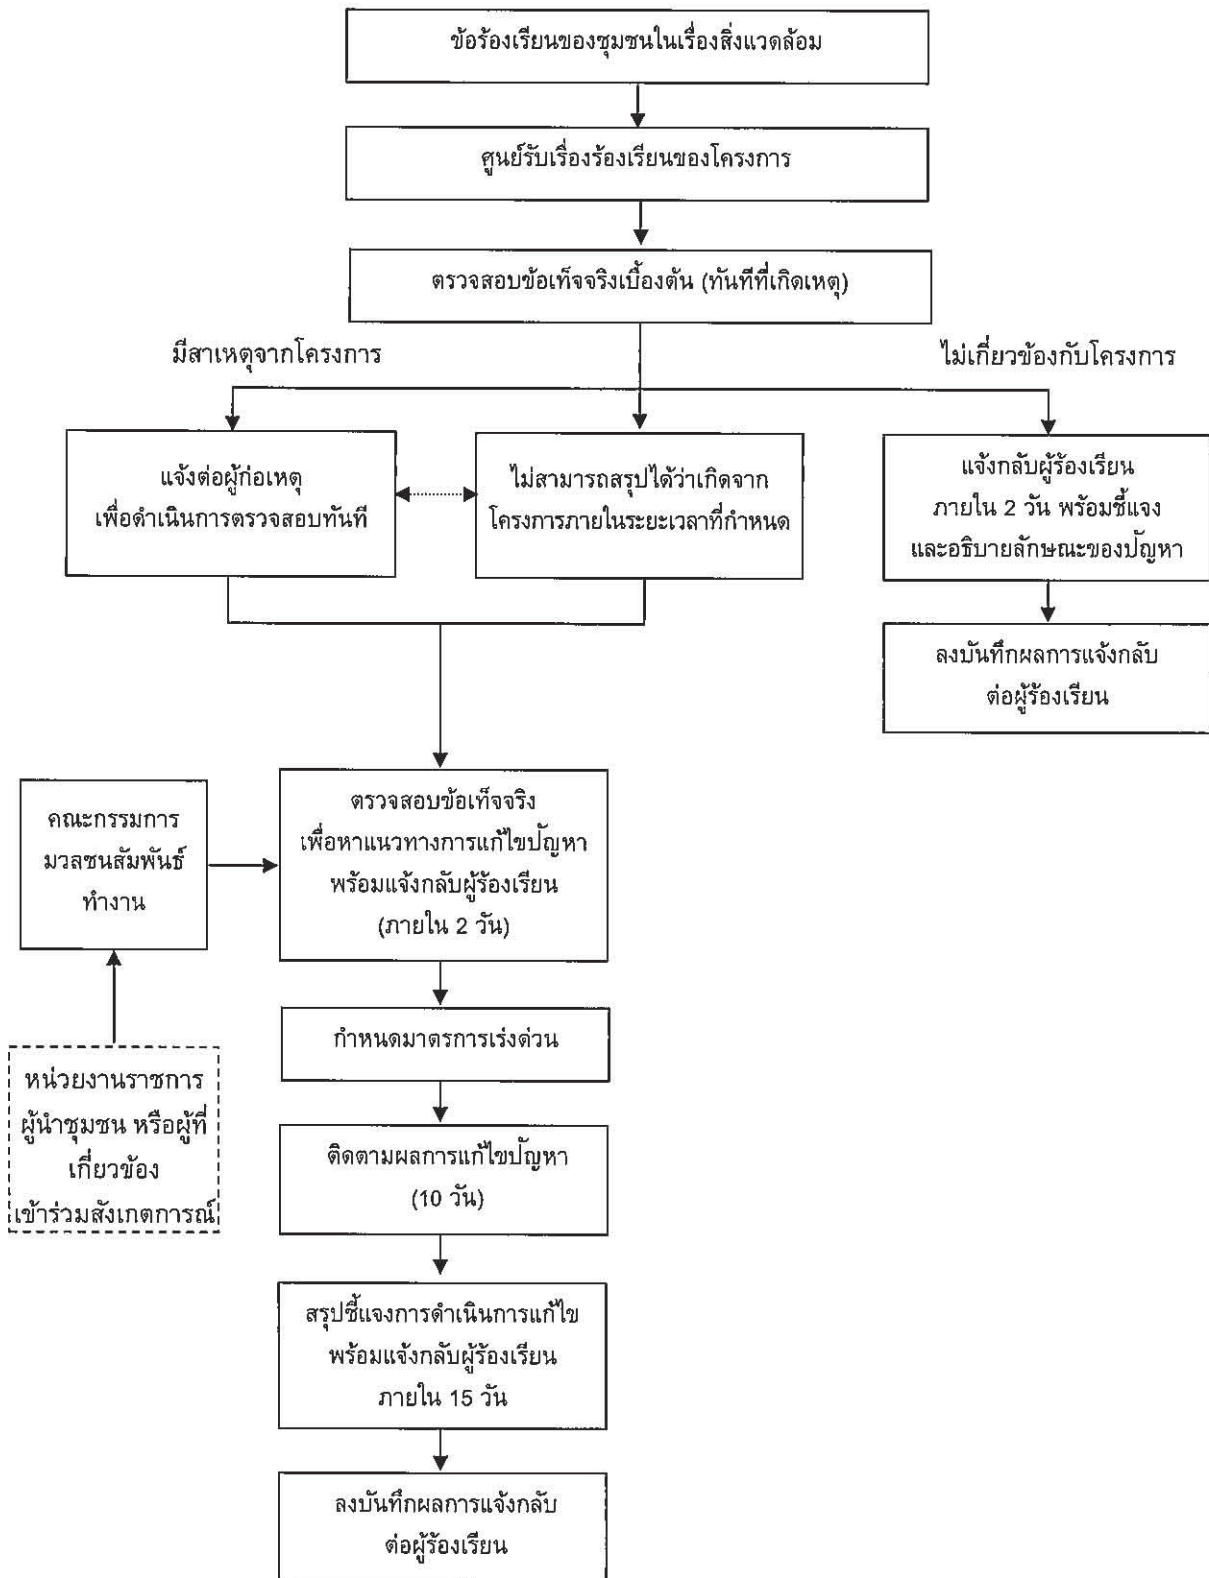 ข้อร้องเรียนของชุมชนในเรื่องสิ่งแวดล้อม
ศูนย์รับเรื่องร้องเรียนของโครงการ
ตรวจสอบข้อเท็จจริงเบื้องต้น (ทันทีที่เกิดเหตุ)
มีสาเหตุจากโครงการ
ไม่เกี่ยวข้องกับโครงการ
แจ้งต่อผู้ก่อเหตุ
เพื่อดำเนินการตรวจสอบทันที
ไม่สามารถสรุปได้ว่าเกิดจาก
โครงการภายในระยะเวลาที่กำหนด
แจ้งกลับผู้ร้องเรียน
ภายใน 2 วัน พร้อมชี้แจง
และอธิบายลักษณะของปัญหา
ลงบันทึกผลการแจ้งกลับ
ต่อผู้ร้องเรียน
คณะกรรมการ
มวลชนสัมพันธ์
ทำงาน
ตรวจสอบข้อเท็จจริง
เพื่อหาแนวทางการแก้ไขปัญหา
พร้อมแจ้งกลับผู้ร้องเรียน
(ภายใน 2 วัน)
กำหนดมาตรการเร่งด่วน
หน่วยงานราชการ
ผู้นำชุมชน หรือผู้ที่
เกี่ยวข้อง
เข้าร่วมสังเกตการณ์
ติดตามผลการแก้ไขปัญหา
(10 วัน)
สรุปชี้แจงการดำเนินการแก้ไข
พร้อมแจ้งกลับผู้ร้องเรียน
ภายใน 15 วัน
ลงบันทึกผลการแจ้งกลับ
ต่อผู้ร้องเรียน